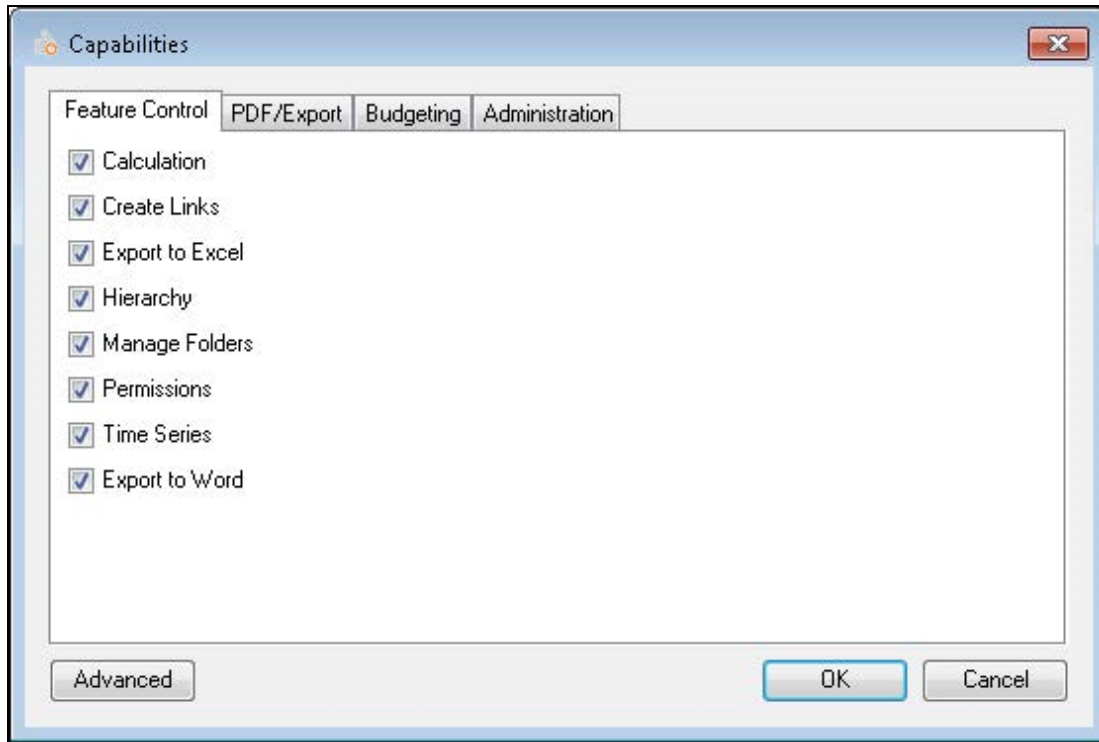 Capabilities
Feature Control PDF/Export Budgeting Administration
Calculation
Create Links
Export to Excel
Hierarchy
Manage Folders
Permissions
Time Series
Export to Word
Advanced OK Cancel